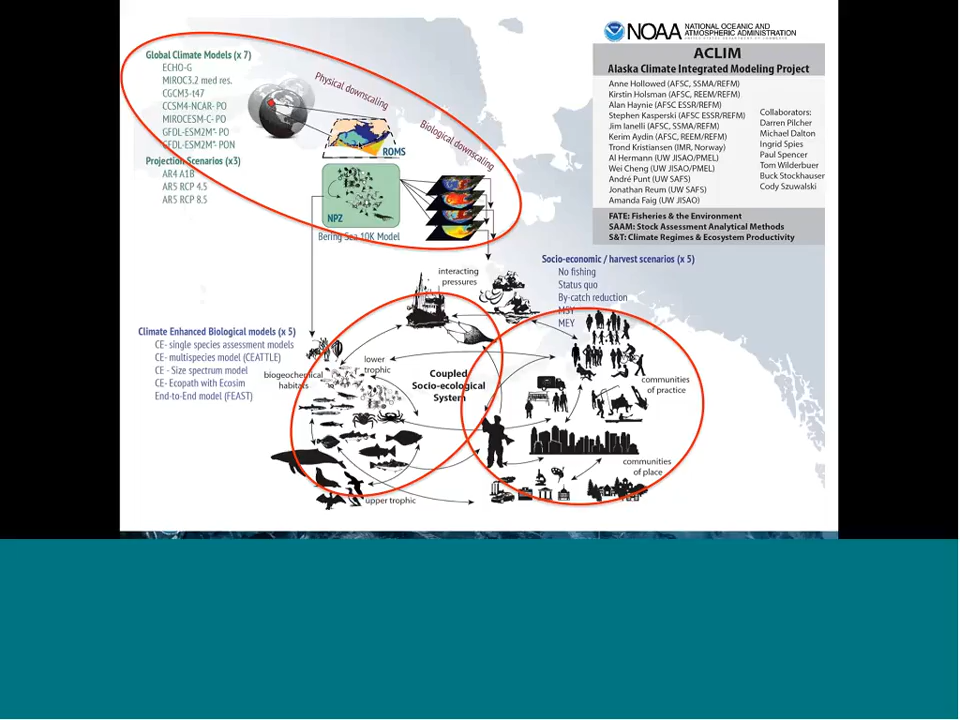 Global Climate Models (x 7)
ECHO-G
MIROC3.2 med res.
CGCM3-t47
CCSM4-NCAR- PO
MIROCESM-C- PO
GFDL-ESM2M*- PO
GFDL-ESM2M*- PON
Projection Scenarios (x3)
AR4 A1B
AR5 RCP 4.5
AR5 RCP 8.5
Physical downscaling
Biological downscaling
ROMS
NPZ
Bering Sea 10K Model
NOAA NATIONAL OCEANIC AND
ATMOSPHERIC ADMINISTRATION
ACLIM
Alaska Climate Integrated Modeling Project
Anne Hollowed (AFSC, SSMA/REFM)
Kirstin Holsman (AFSC, REEM/REFM)
Alan Haynie (AFSC ESSR/REFM)
Stephen Kasperski (AFSC ESSR/REFM)
Jim Ianelli (AFSC, SSMA/REFM)
Kerim Aydin (AFSC, REEM/REFM)
Trond Kristiansen (IMR, Norway)
Al Hermann (UW JISAO/PMEL)
Wei Cheng (UW JISAO/PMEL)
André Punt (UW SAFS)
Jonathan Reum (UW SAFS)
Amanda Faig (UW JISAO)
Collaborators:
Darren Pilcher
Michael Dalton
Ingrid Spies
Paul Spencer
Tom Wilderbuer
Buck Stockhauser
Cody Szuwalski
FATE: Fisheries & the Environment
SAAM: Stock Assessment Analytical Methods
S&T: Climate Regimes & Ecosystem Productivity
Socio-economic / harvest scenarios (x 5)
No fishing
Status quo
By-catch reduction
MSY
MEY
interacting
pressures
Climate Enhanced Biological models (x 5)
CE- single species assessment models
CE- multispecies model (CEATTLE)
CE - Size spectrum model
CE- Ecopath with Ecosim
End-to-End model (FEAST)
biogeochemical
habitats
lower
trophic
Coupled
Socio-ecological
System
communities
of practice
communities
of place
upper trophic